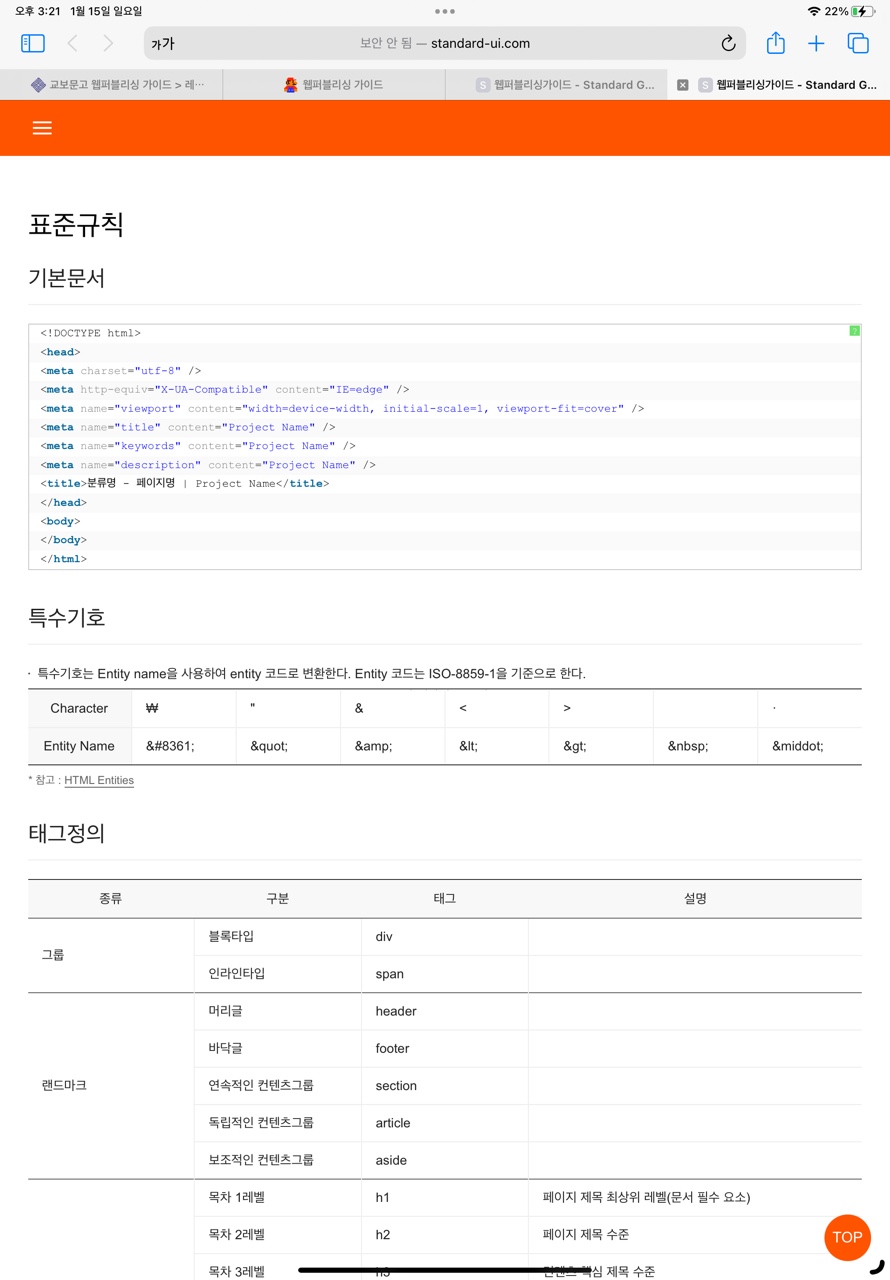 오후 3:21 1월 15일 일요일
22%
가가
보안 안 됨 — standard-ui.com
교보문고 웹퍼블리싱 가이드 > 레…
웹퍼블리싱 가이드
S 웹퍼블리싱가이드 - Standard G...
S 웹퍼블리싱가이드 - Standard G...
표준규칙
기본문서
<!DOCTYPE html>
?
<head>
<meta charset="utf-8" />
<meta http-equiv="X-UA-Compatible" content="IE=edge" />
<meta name="viewport" content="width=device-width, initial-scale=1, viewport-fit=cover" />
<meta name="title" content="Project Name" />
<meta name="keywords" content="Project Name" />
<meta name="description" content="Project Name" />
<title>분류명 - 페이지명 | Project Name</title>
</head>
<body>
</body>
</html>
특수기호
· 특수기호는 Entity name을 사용하여 entity 코드로 변환한다. Entity 코드는 ISO-8859-1을 기준으로 한다.
Character ₩ " & < > ·
Entity Name &#8361; &quot; &amp; &lt; &gt; &nbsp; &middot;
* 참고 : HTML Entities
태그정의
종류 구분 태그 설명
그룹
블록타입 div
인라인타입 span
랜드마크
머리글 header
바닥글 footer
연속적인 컨텐츠그룹 section
독립적인 컨텐츠그룹 article
보조적인 컨텐츠그룹 aside
목차 1레벨 h1 페이지 제목 최상위 레벨(문서 필수 요소)
목차 2레벨 h2 페이지 제목 수준
목차 3레벨 h3 컨텐츠 핵심 제목 수준
TOP